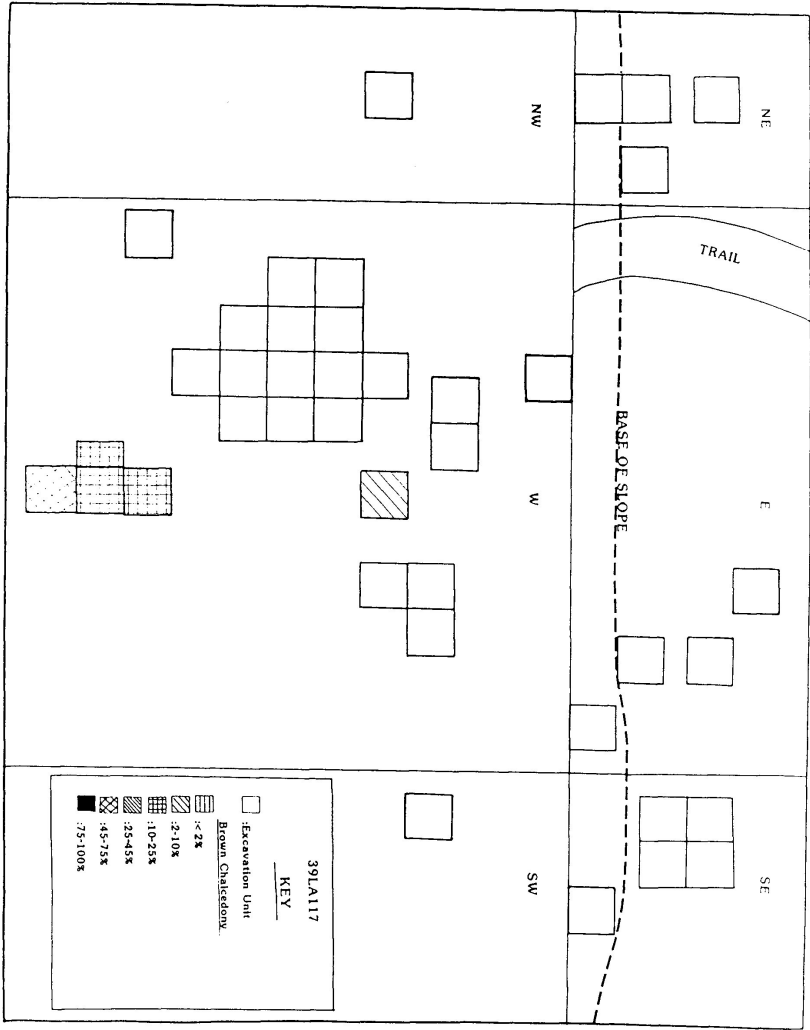 NE
E
SE
TRAIL
BASE OF SLOPE
NW
W
SW
39LA117
KEY
:Excavation Unit
Brown Chalcedony
:< 2%
:2-10%
:10-25%
:25-45%
:45-75%
:75-100%